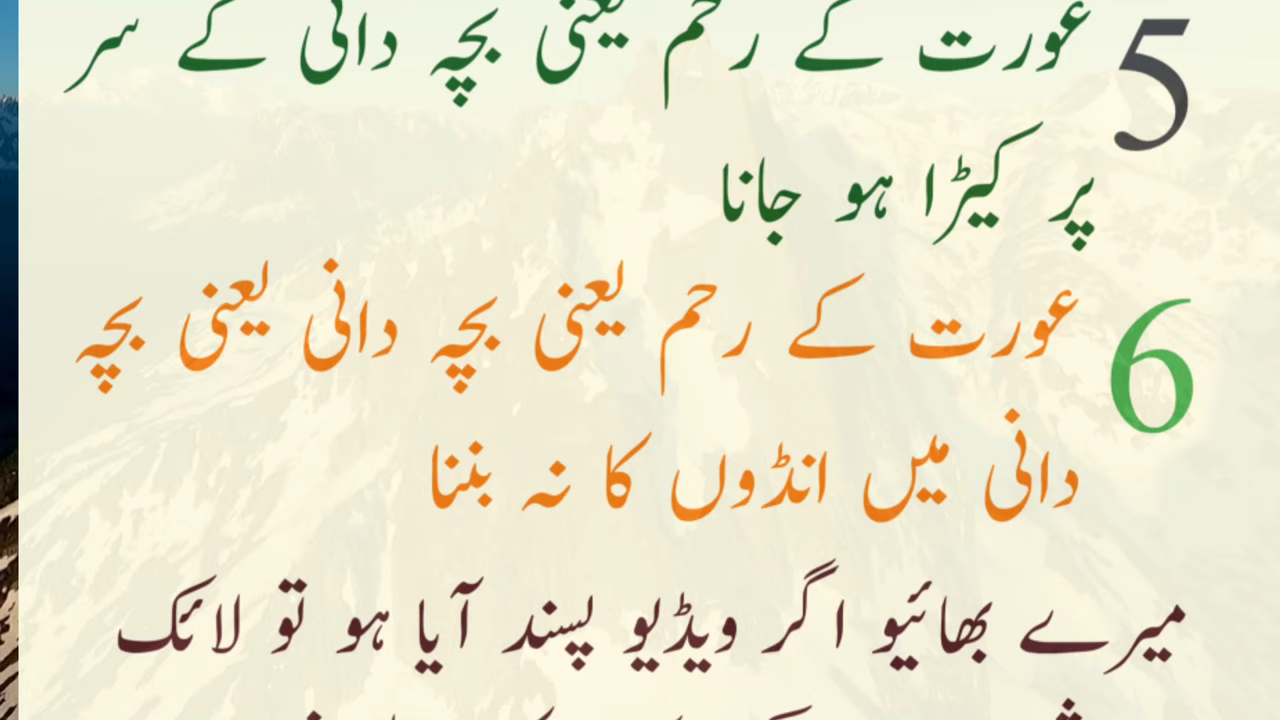 5 عورت کے رحم یعنی بچہ دانی کے سر
پر کیڑا ہو جانا
6 عورت کے رحم یعنی بچہ دانی یعنی بچہ
دانی میں انڈوں کا نہ بننا
میرے بھائیو اگر ویڈیو پسند آیا ہو تو لائک